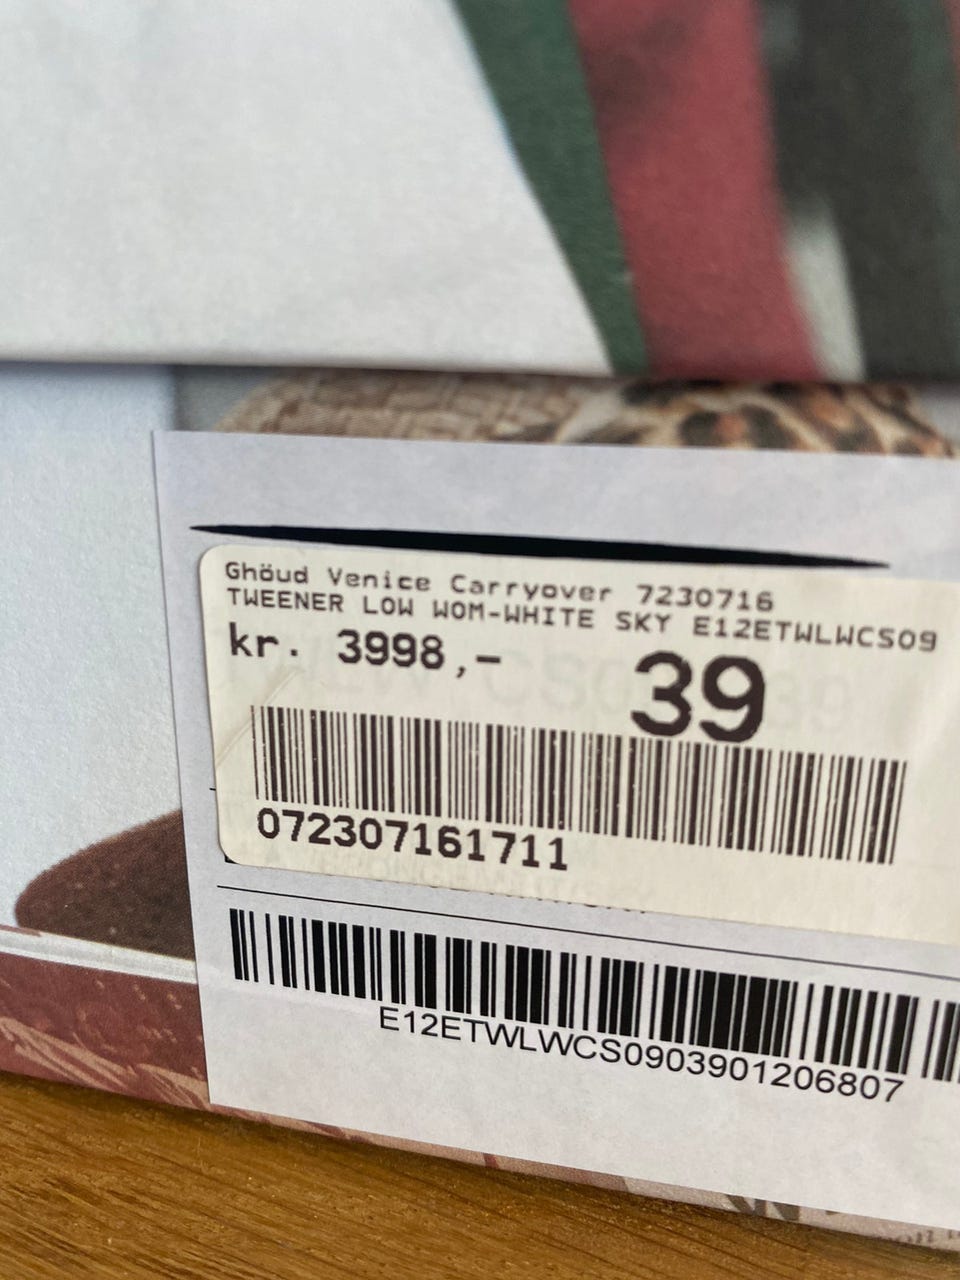 Ghöud Venice Carryover 7230716
TWEENER LOW WOM-WHITE SKY E12ETWLWCS09
kr. 3998,-
39
072307161711
E12ETWLWCS0903901206807